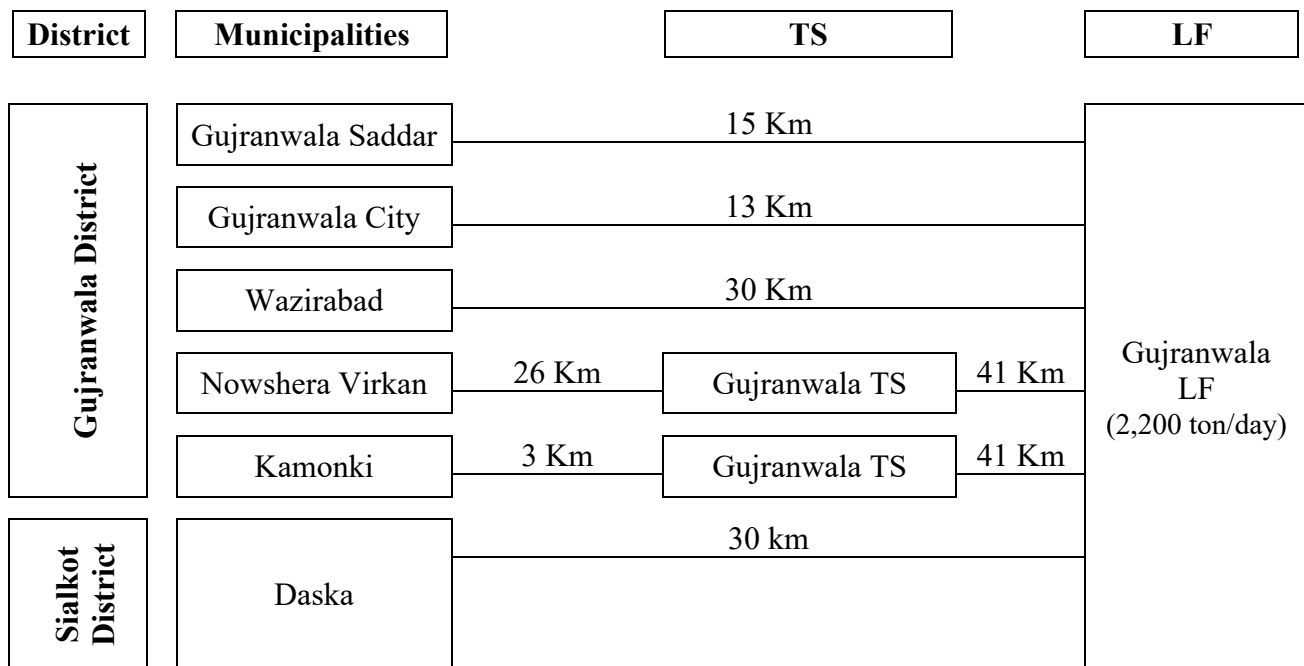 District
Municipalities
TS
LF
Gujranwala District
Gujranwala Saddar
15 Km
Gujranwala City
13 Km
Wazirabad
30 Km
Nowshera Virkan
26 Km
Gujranwala TS
41 Km
Kamonki
3 Km
Gujranwala TS
41 Km
Gujranwala
LF
(2,200 ton/day)
Sialkot
District
Daska
30 km